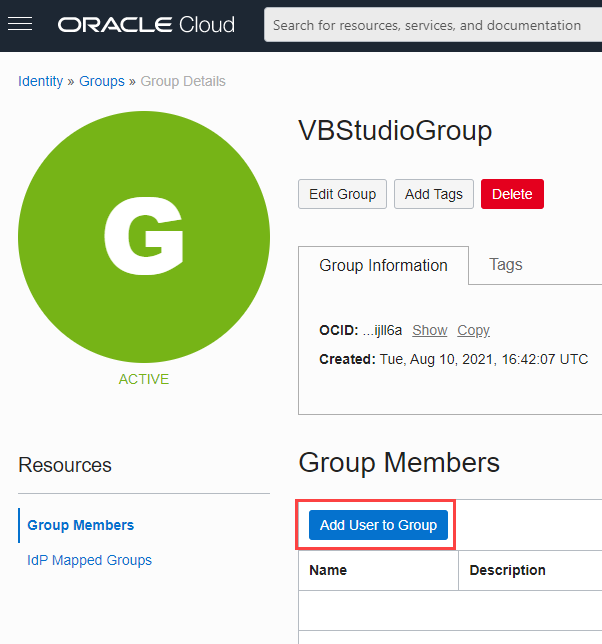 ORACLE Cloud
Search for resources, services, and documentation
Identity » Groups » Group Details
G
ACTIVE
VBStudioGroup
Edit Group Add Tags Delete
Group Information Tags
OCID: ...ijll6a Show Copy
Created: Tue, Aug 10, 2021, 16:42:07 UTC
Resources
Group Members
IdP Mapped Groups
Group Members
Add User to Group
Name Description